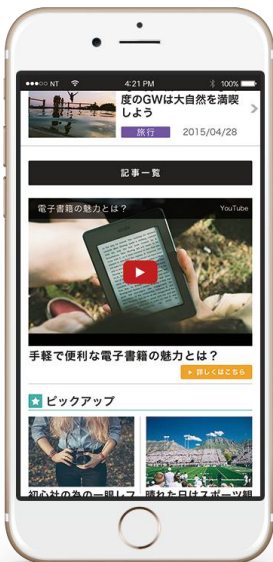 NT
4:21 PM
100%
度のGWは大自然を満喫
しよう
旅行
2015/04/28
記事一覧
電子書籍の魅力とは？
YouTube
手軽で便利な電子書籍の魅力とは？
詳しくはこちら
ピックアップ
初心社の為の一眼レフ
晴れた日はスポーツ観